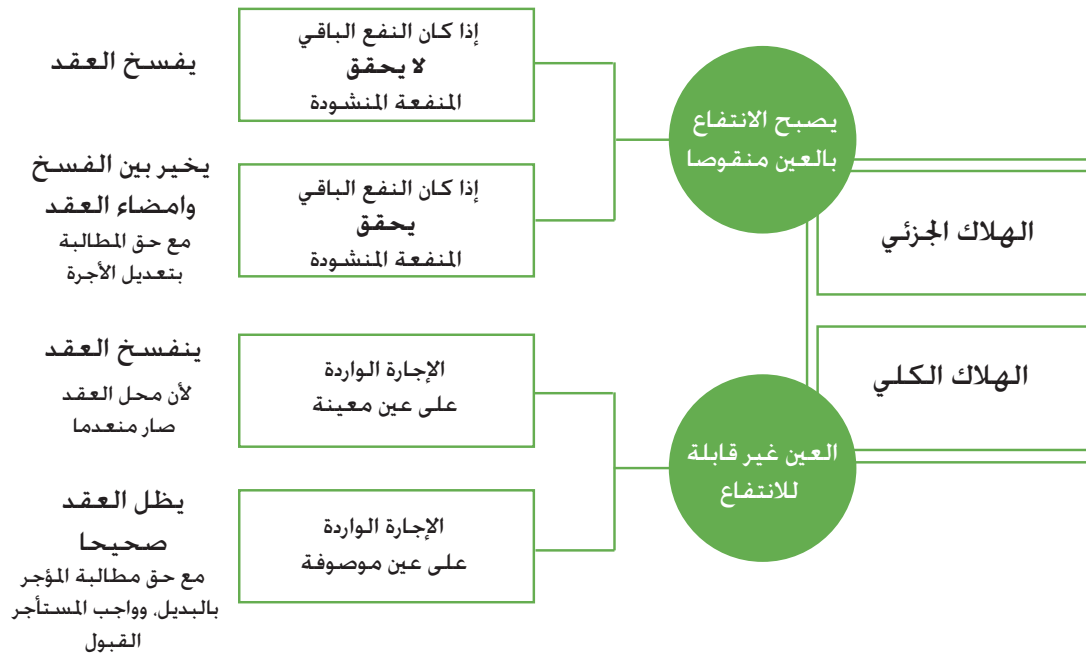 الهلاك الجزئي
يصبح الانتفاع
بالعين منقوصا
إذا كان النفع الباقي
لا يحقق
المنفعة المنشودة
يفسخ العقد
إذا كان النفع الباقي
يحقق
المنفعة المنشودة
يخير بين الفسخ
وامضاء العقد
مع حق المطالبة
بتعديل الأجرة
الهلاك الكلي
العين غير قابلة
للانتفاع
الإجارة الواردة
على عين معينة
ينفسخ العقد
لأن محل العقد
صار منعدما
الإجارة الواردة
على عين موصوفة
يظل العقد
صحيحا
مع حق مطالبة المؤجر
بالبديل، وواجب المستأجر
القبول